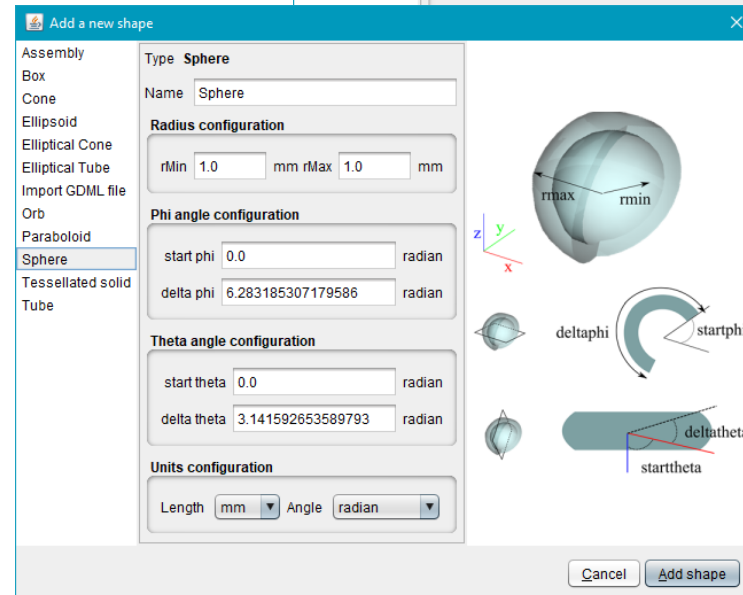 Add a new shape
Assembly
Box
Cone
Ellipsoid
Elliptical Cone
Elliptical Tube
Import GDML file
Orb
Paraboloid
Sphere
Tessellated solid
Tube
Type Sphere
Name Sphere
Radius configuration
rMin 1.0 mm rMax 1.0 mm
Phi angle configuration
start phi 0.0 radian
delta phi 6.283185307179586 radian
Theta angle configuration
start theta 0.0 radian
delta theta 3.141592653589793 radian
Units configuration
Length mm Angle radian
rmax rmin
z y
x
deltaphi startphi
deltatheta
starttheta
Cancel Add shape